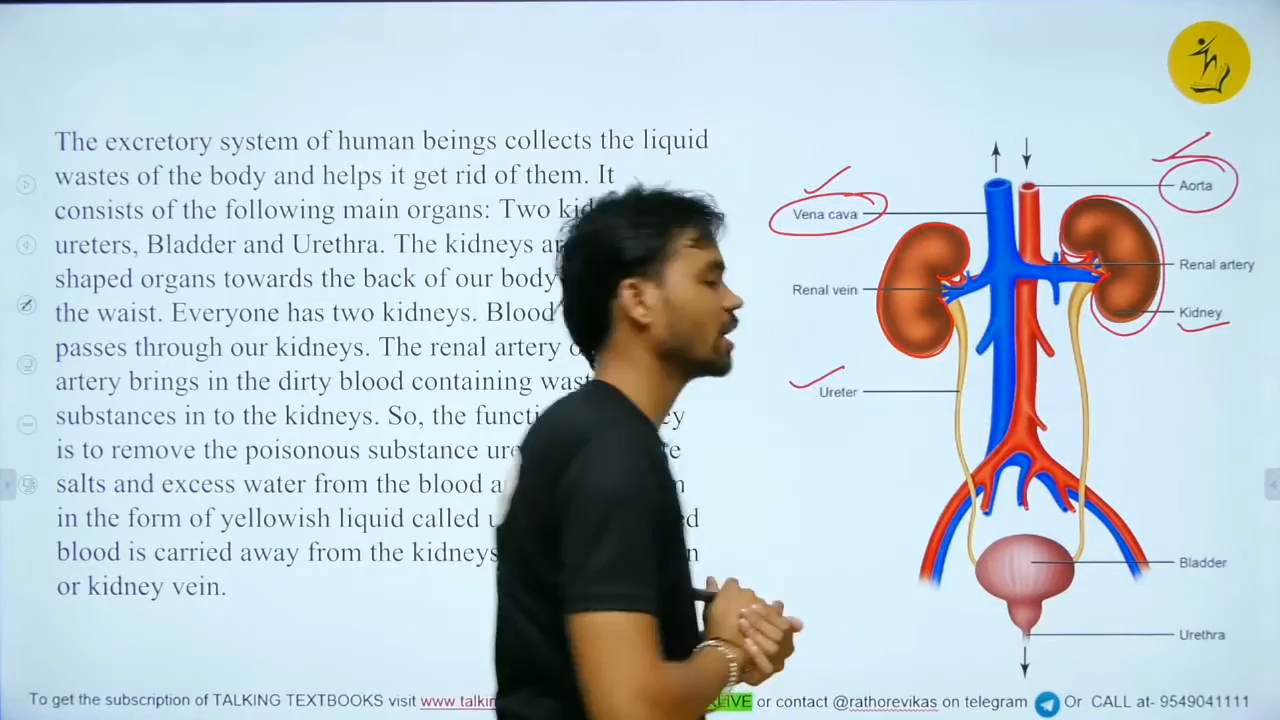 The excretory system of human beings collects the liquid
wastes of the body and helps it get rid of them. It
consists of the following main organs: Two
ureters, Bladder and Urethra. The kidneys
shaped organs towards the back of our body
the waist. Everyone has two kidneys. Blood
passes through our kidneys. The renal artery
artery brings in the dirty blood containing
substances in to the kidneys. So, the
is to remove the poisonous substance
salts and excess water from the blood
in the form of yellowish liquid called
blood is carried away from the kidneys
or kidney vein.
Aorta
Vena cava
Renal artery
Renal vein
Kidney
Ureter
Bladder
Urethra
To get the subscription of TALKING TEXTBOOKS visit www. LIVE or contact @rathorevikas on telegram Or CALL at- 9549041111